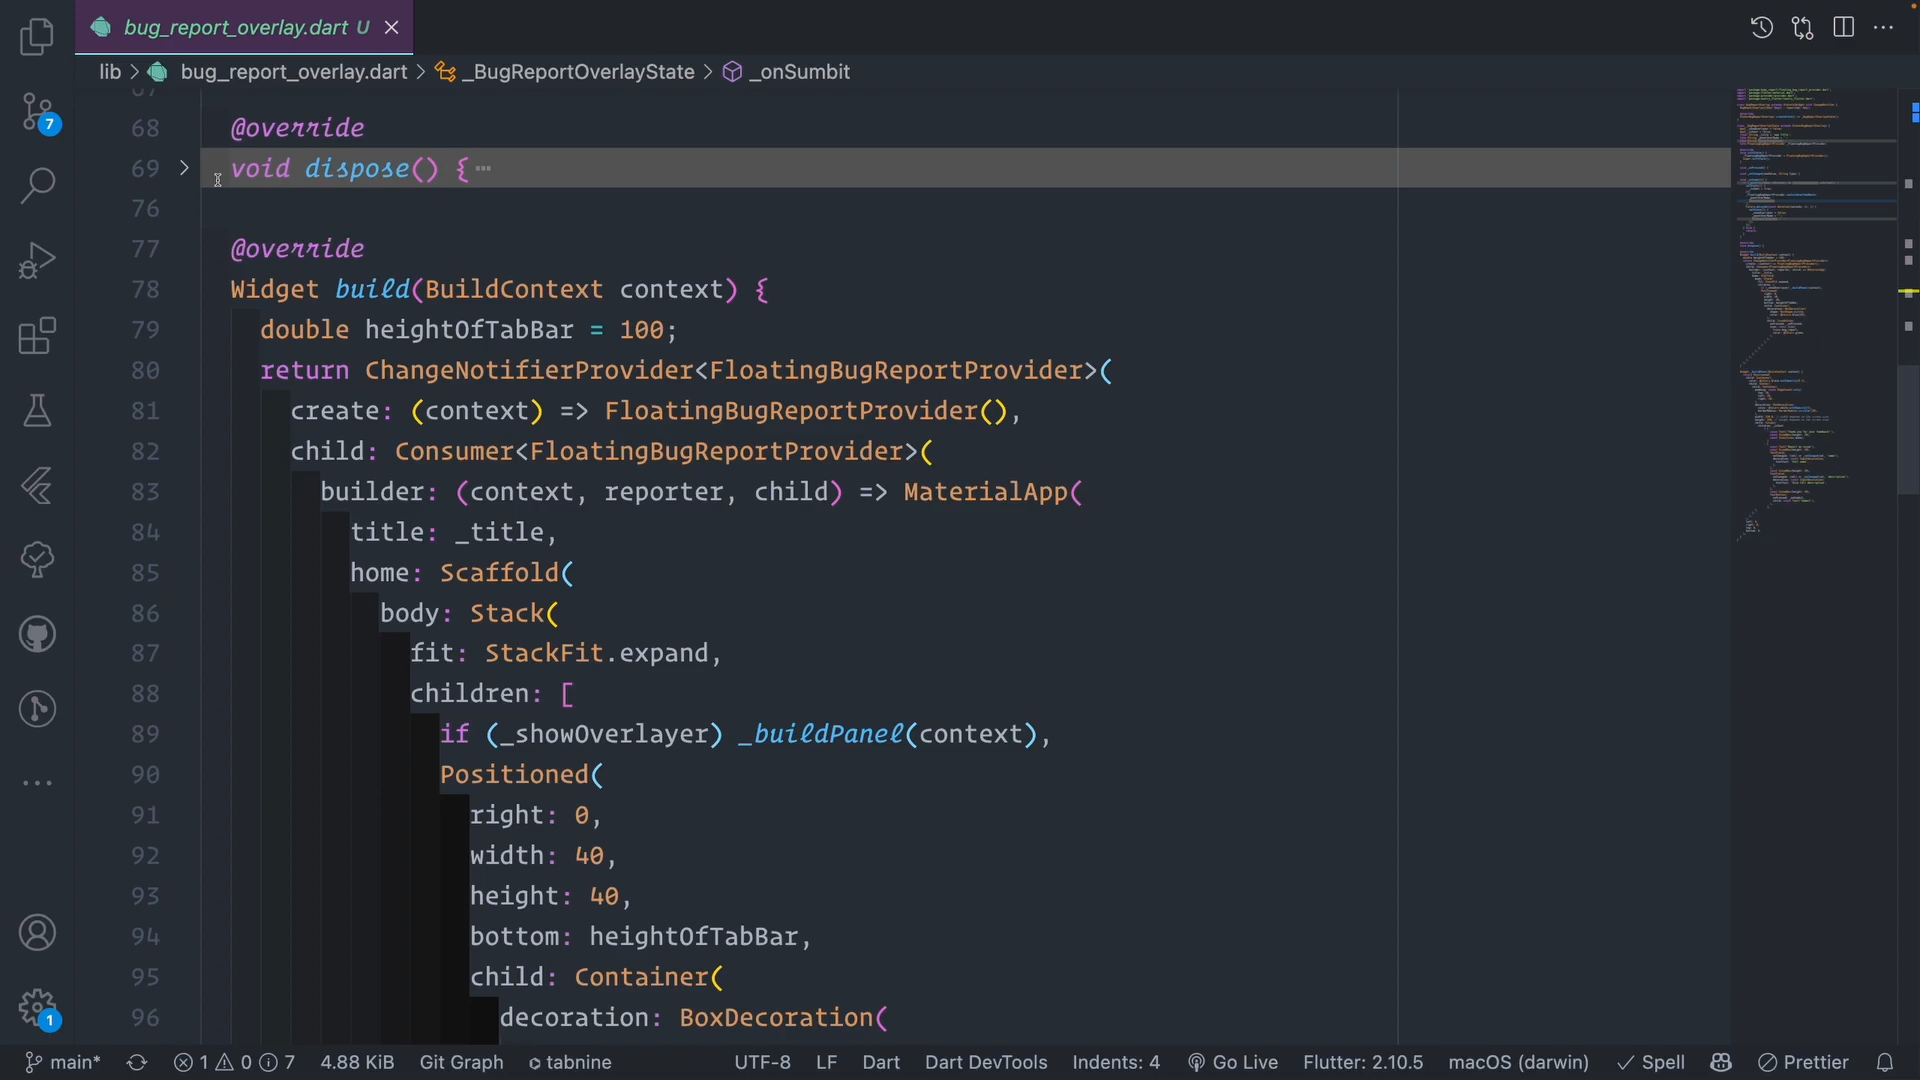 bug_report_overlay.dart U
lib > bug_report_overlay.dart > _BugReportOverlayState > _onSumbit
67
68 @override
69 void dispose() { ⋯
76
77 @override
78 Widget build(BuildContext context) {
79 double heightOfTabBar = 100;
80 return ChangeNotifierProvider<FloatingBugReportProvider>(
81 create: (context) => FloatingBugReportProvider(),
82 child: Consumer<FloatingBugReportProvider>(
83 builder: (context, reporter, child) => MaterialApp(
84 title: _title,
85 home: Scaffold(
86 body: Stack(
87 fit: StackFit.expand,
88 children: [
89 if (_showOverlayer) _buildPanel(context),
90 Positioned(
91 right: 0,
92 width: 40,
93 height: 40,
94 bottom: heightOfTabBar,
95 child: Container(
96 decoration: BoxDecoration(
7
1
main* 1 0 7 4.88 KiB Git Graph tabnine UTF-8 LF Dart Dart DevTools Indents: 4 Go Live Flutter: 2.10.5 macOS (darwin) Spell Prettier